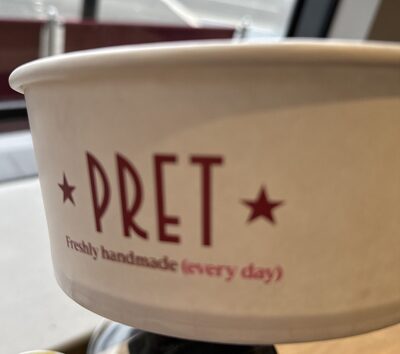 ★ PRET ★
Freshly handmade (every day)